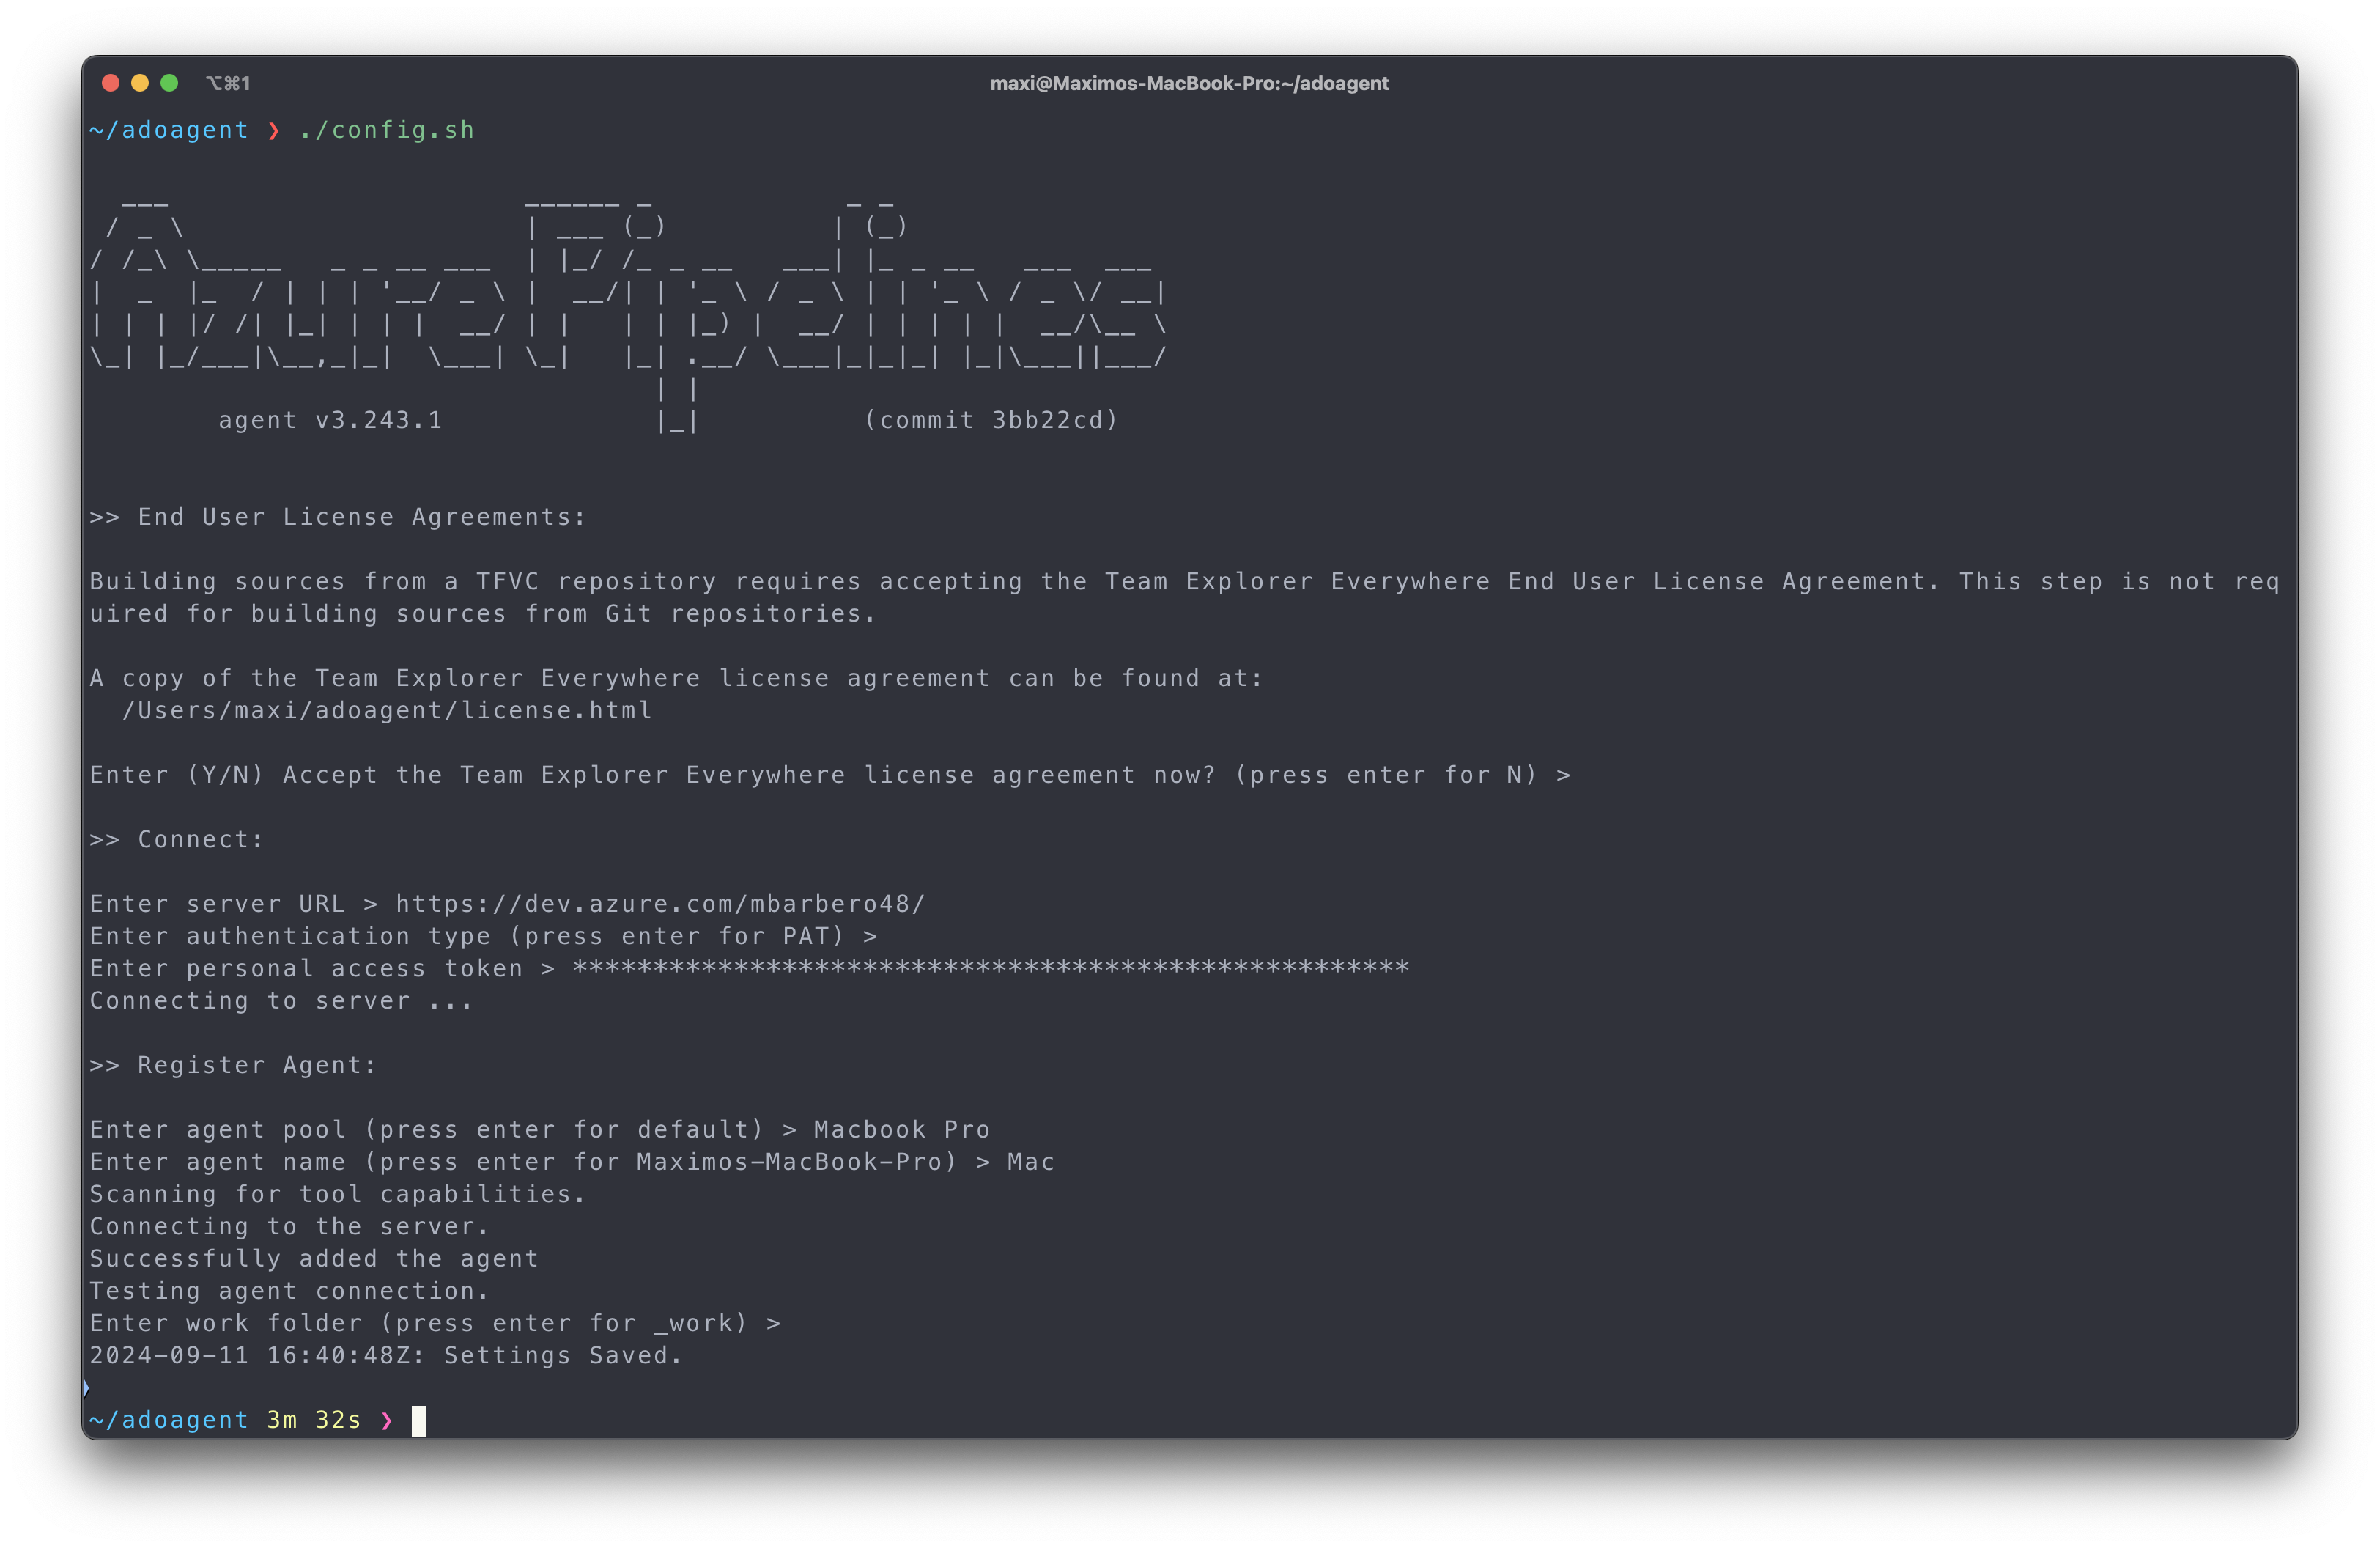 ⌥⌘1
maxi@Maximos-MacBook-Pro:~/adoagent
~/adoagent ❯ ./config.sh
  ___                      ______ _            _ _
 / _ \                     | ___ (_)          | (_)
/ /_\ \_____   _ _ __ ___  | |_/ /_ _ __   ___| |_ _ __   ___  ___
|  _  |_  / | | | '__/ _ \ |  __/| | '_ \ / _ \ | | '_ \ / _ \/ __|
| | | |/ /| |_| | | |  __/ | |   | | |_) |  __/ | | | | |  __/\__ \
\_| |_/___|\__,_|_|  \___| \_|   |_| .__/ \___|_|_|_| |_|\___||___/
                                   | |
        agent v3.243.1             |_|          (commit 3bb22cd)
>> End User License Agreements:
Building sources from a TFVC repository requires accepting the Team Explorer Everywhere End User License Agreement. This step is not req
uired for building sources from Git repositories.
A copy of the Team Explorer Everywhere license agreement can be found at:
  /Users/maxi/adoagent/license.html
Enter (Y/N) Accept the Team Explorer Everywhere license agreement now? (press enter for N) >
>> Connect:
Enter server URL > https://dev.azure.com/mbarbero48/
Enter authentication type (press enter for PAT) >
Enter personal access token > ****************************************************
Connecting to server ...
>> Register Agent:
Enter agent pool (press enter for default) > Macbook Pro
Enter agent name (press enter for Maximos-MacBook-Pro) > Mac
Scanning for tool capabilities.
Connecting to the server.
Successfully added the agent
Testing agent connection.
Enter work folder (press enter for _work) >
2024-09-11 16:40:48Z: Settings Saved.
~/adoagent 3m 32s ❯